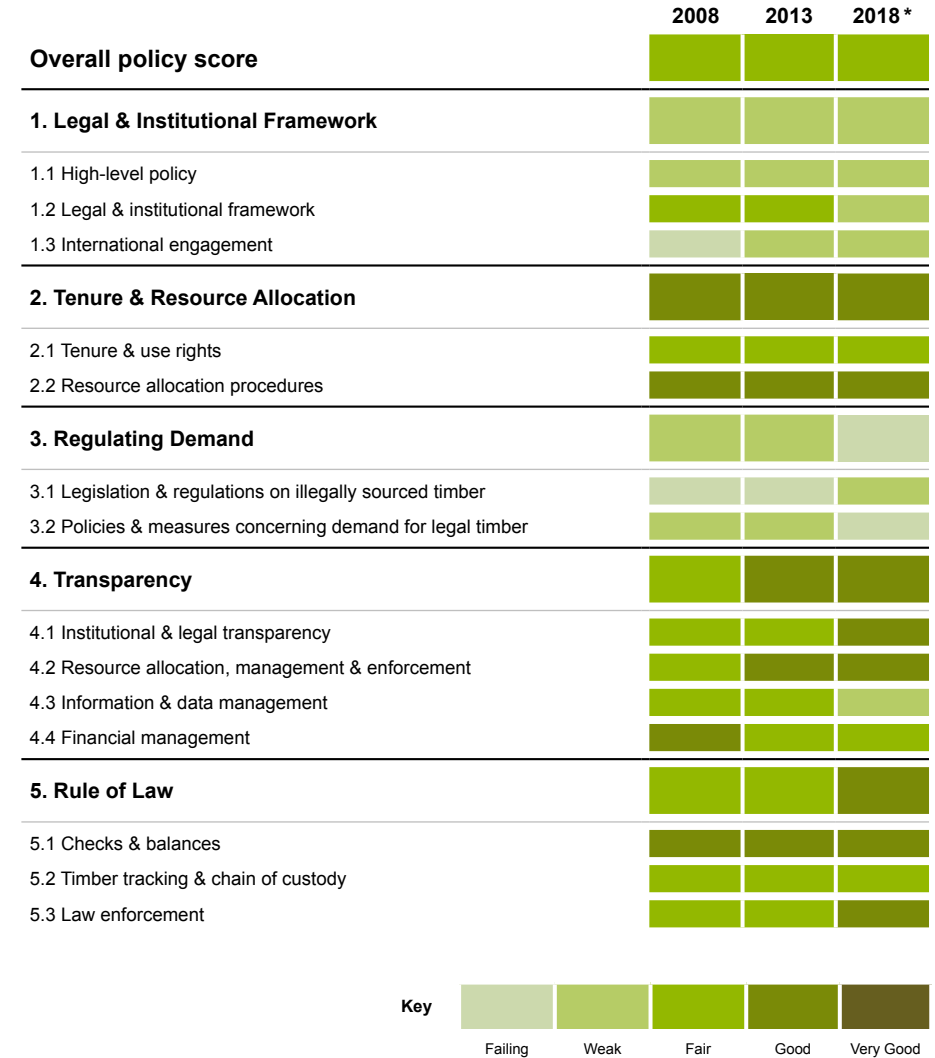 2008 2013 2018*
Overall policy score
1. Legal & Institutional Framework
1.1 High-level policy
1.2 Legal & institutional framework
1.3 International engagement
2. Tenure & Resource Allocation
2.1 Tenure & use rights
2.2 Resource allocation procedures
3. Regulating Demand
3.1 Legislation & regulations on illegally sourced timber
3.2 Policies & measures concerning demand for legal timber
4. Transparency
4.1 Institutional & legal transparency
4.2 Resource allocation, management & enforcement
4.3 Information & data management
4.4 Financial management
5. Rule of Law
5.1 Checks & balances
5.2 Timber tracking & chain of custody
5.3 Law enforcement
Key
Failing Weak Fair Good Very Good